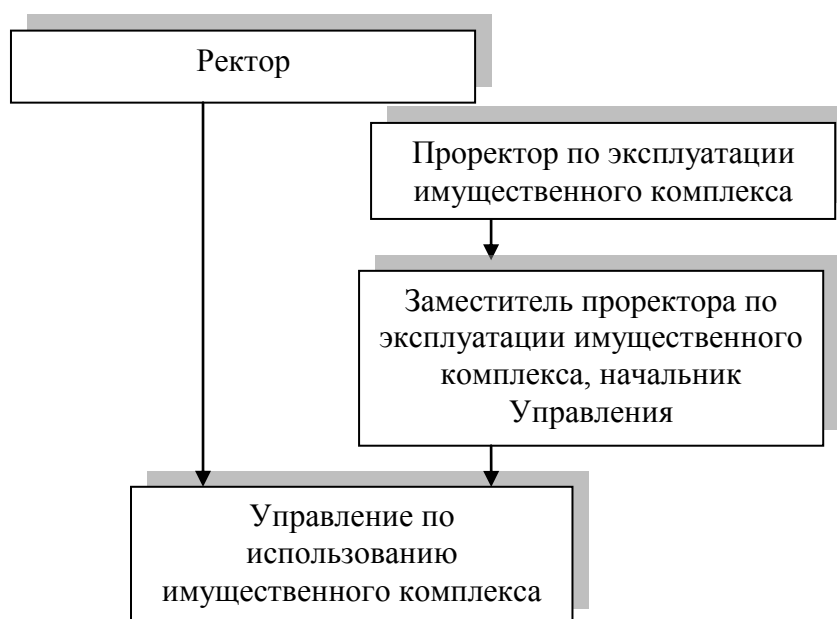 Ректор
Проректор по эксплуатации
имущественного комплекса
Заместитель проректора по
эксплуатации имущественного
комплекса, начальник
Управления
Управление по
использованию
имущественного комплекса